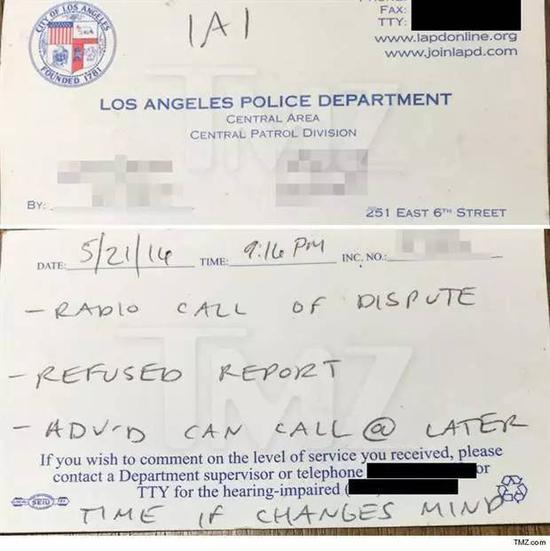 CITY OF LOS ANGELES
FOUNDED 1781
1A1
FAX:
TTY:
www.lapdonline.org
www.joinlapd.com
LOS ANGELES POLICE DEPARTMENT
CENTRAL AREA
CENTRAL PATROL DIVISION
BY:
251 EAST 6TH STREET
TMZ
DATE: 5/21/16 TIME: 9:16 PM INC. NO.:
- RADIO CALL OF DISPUTE
- REFUSED REPORT
- ADV'D CAN CALL @ LATER
If you wish to comment on the level of service you received, please
contact a Department supervisor or telephone or
TTY for the hearing-impaired (
SEIU
TIME IF CHANGES MIND
TMZ
TMZ.com